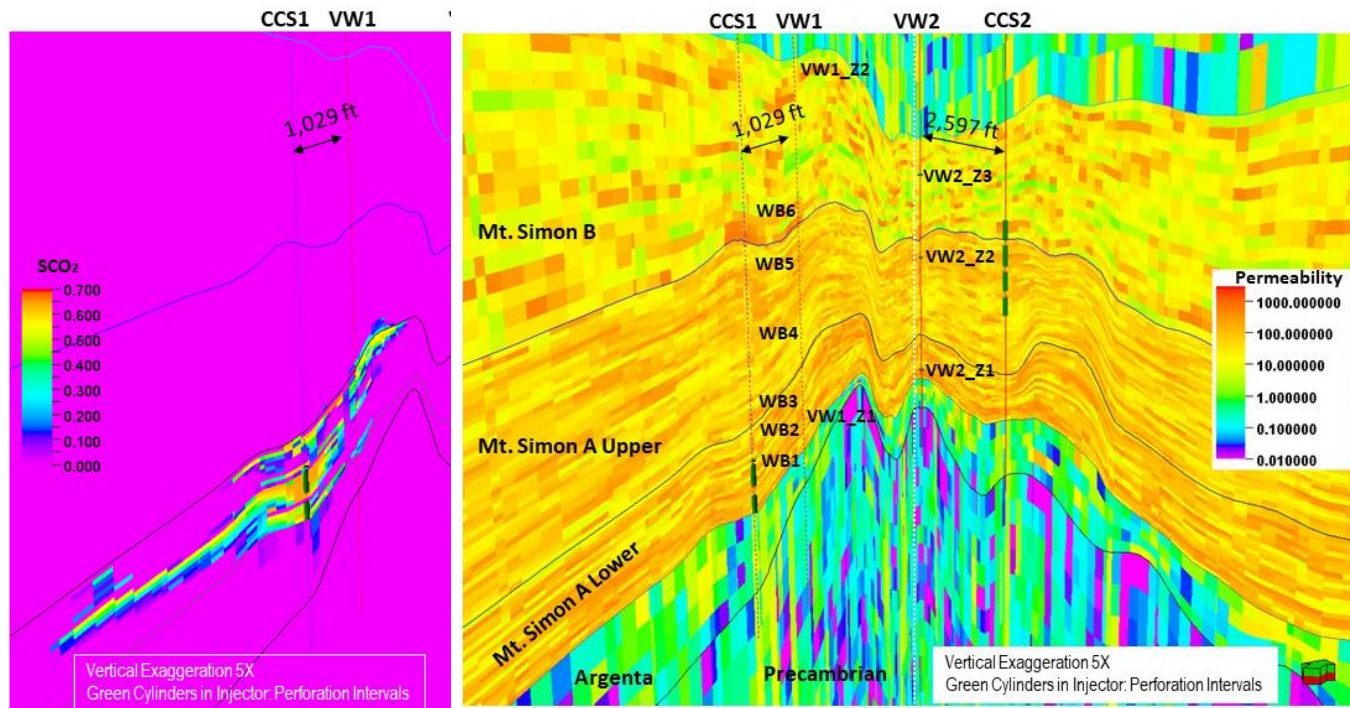 CCS1 VW1
1,029 ft
SCO₂
0.700
0.600
0.500
0.400
0.300
0.200
0.100
0.000
Vertical Exaggeration 5X
Green Cylinders in Injector: Perforation Intervals
CCS1 VW1 VW2 CCS2
VW1_Z2
1,029 ft
2,597 ft
VW2_Z3
WB6
Mt. Simon B
WB5
VW2_Z2
Permeability
1000.000000
100.000000
10.000000
1.000000
0.100000
0.010000
WB4
VW2_Z1
WB3
VW1_Z1
WB2
Mt. Simon A Upper
WB1
Mt. Simon A Lower
Argenta
Precambrian
Vertical Exaggeration 5X
Green Cylinders in Injector: Perforation Intervals